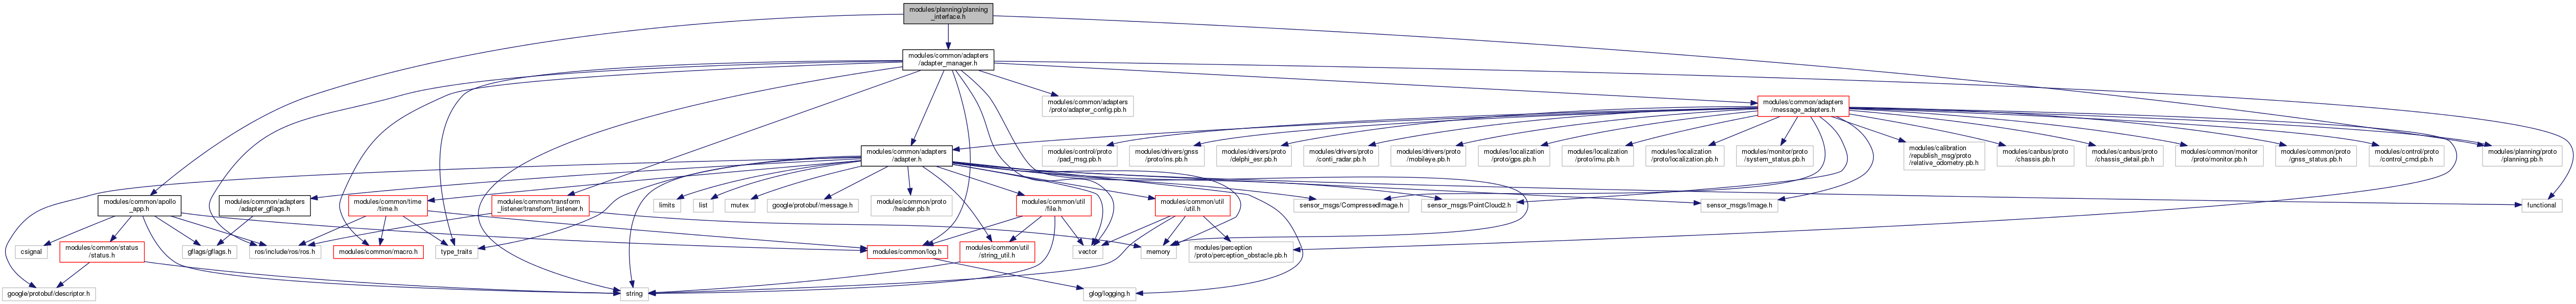 modules/planning/planning
_interface.h
modules/common/adapters
/adapter_manager.h
modules/common/adapters
/proto/adapter_config.pb.h
modules/common/adapters
/message_adapters.h
modules/common/adapters
/adapter.h
modules/control/proto
/pad_msg.pb.h
modules/drivers/gnss
/proto/ins.pb.h
modules/drivers/proto
/delphi_esr.pb.h
modules/drivers/proto
/conti_radar.pb.h
modules/drivers/proto
/mobileye.pb.h
modules/localization
/proto/gps.pb.h
modules/localization
/proto/imu.pb.h
modules/localization
/proto/localization.pb.h
modules/monitor/proto
/system_status.pb.h
modules/calibration
/republish_msg/proto
/relative_odometry.pb.h
modules/canbus/proto
/chassis.pb.h
modules/canbus/proto
/chassis_detail.pb.h
modules/common/monitor
/proto/monitor.pb.h
modules/common/proto
/gnss_status.pb.h
modules/control/proto
/control_cmd.pb.h
modules/planning/proto
/planning.pb.h
modules/common/apollo
_app.h
modules/common/adapters
/adapter_gflags.h
modules/common/time
/time.h
modules/common/transform
_listener/transform_listener.h
limits
list
mutex
google/protobuf/message.h
modules/common/proto
/header.pb.h
modules/common/util
/file.h
modules/common/util
/util.h
sensor_msgs/CompressedImage.h
sensor_msgs/PointCloud2.h
sensor_msgs/Image.h
functional
csignal
modules/common/status
/status.h
gflags/gflags.h
ros/include/ros/ros.h
modules/common/macro.h
type_traits
modules/common/log.h
modules/common/util
/string_util.h
vector
memory
modules/perception
/proto/perception_obstacle.pb.h
google/protobuf/descriptor.h
string
glog/logging.h